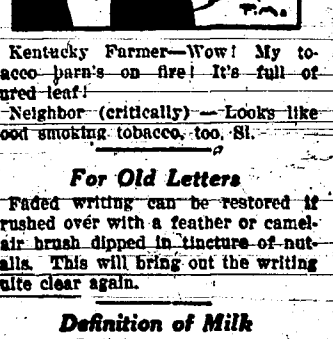 Kentucky Farmer—Wow! My to-
acco barn's on fire! It's full of
ured leaf!
Neighbor (critically)—Looks like
ood smoking tobacco, too, Si.
For Old Letters
Faded writing can be restored if
rushed over with a feather or camel-
air brush dipped in tincture of nut-
alls. This will bring out the writing
uite clear again.
Definition of Milk